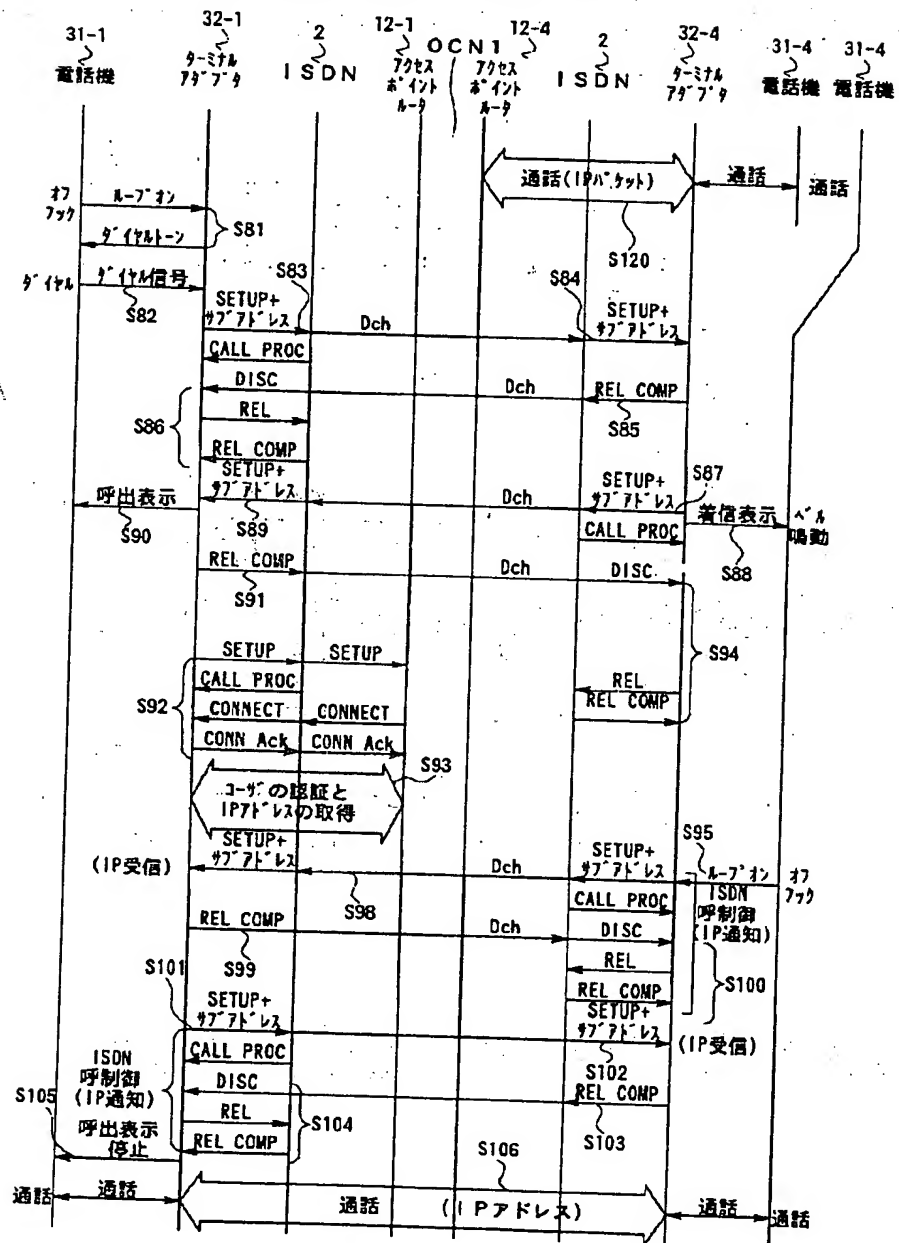 31-1
電話機
32-1
ターミナル
アダプタ
2
ISDN
12-1
アクセス
ポイント
ルータ
OCN1
12-4
アクセス
ポイント
ルータ
2
ISDN
32-4
ターミナル
アダプタ
31-4
電話機
31-4
電話機
通話(IPパケット)
通話
通話
S120
オフ
フック
ループオン
ダイヤルトーン
S81
ダイヤル
ダイヤル信号
S82
S83
SETUP+
サブアドレス
Dch
S84
SETUP+
サブアドレス
CALL PROC
DISC
Dch
REL COMP
S85
S86
REL
REL COMP
SETUP+
サブアドレス
S89
Dch
SETUP+
サブアドレス
S87
呼出表示
S90
着信表示
S88
ベル
鳴動
CALL PROC
REL COMP
S91
Dch
DISC
S94
SETUP
SETUP
CALL PROC
REL
REL COMP
S92
CONNECT
CONNECT
CONN Ack
CONN Ack
S93
ユーザの認証と
IPアドレスの取得
(IP受信)
SETUP+
サブアドレス
S98
Dch
SETUP+
サブアドレス
S95
ループオン
オフ
フック
CALL PROC
ISDN
呼制御
(IP通知)
REL COMP
S99
Dch
DISC
REL
REL COMP
S100
S101
SETUP+
サブアドレス
SETUP+
サブアドレス
S102
(IP受信)
CALL PROC
ISDN
呼制御
(IP通知)
DISC
REL COMP
S103
REL
S104
REL COMP
S105
呼出表示
停止
S106
通話
通話
通話
(IPアドレス)
通話
通話